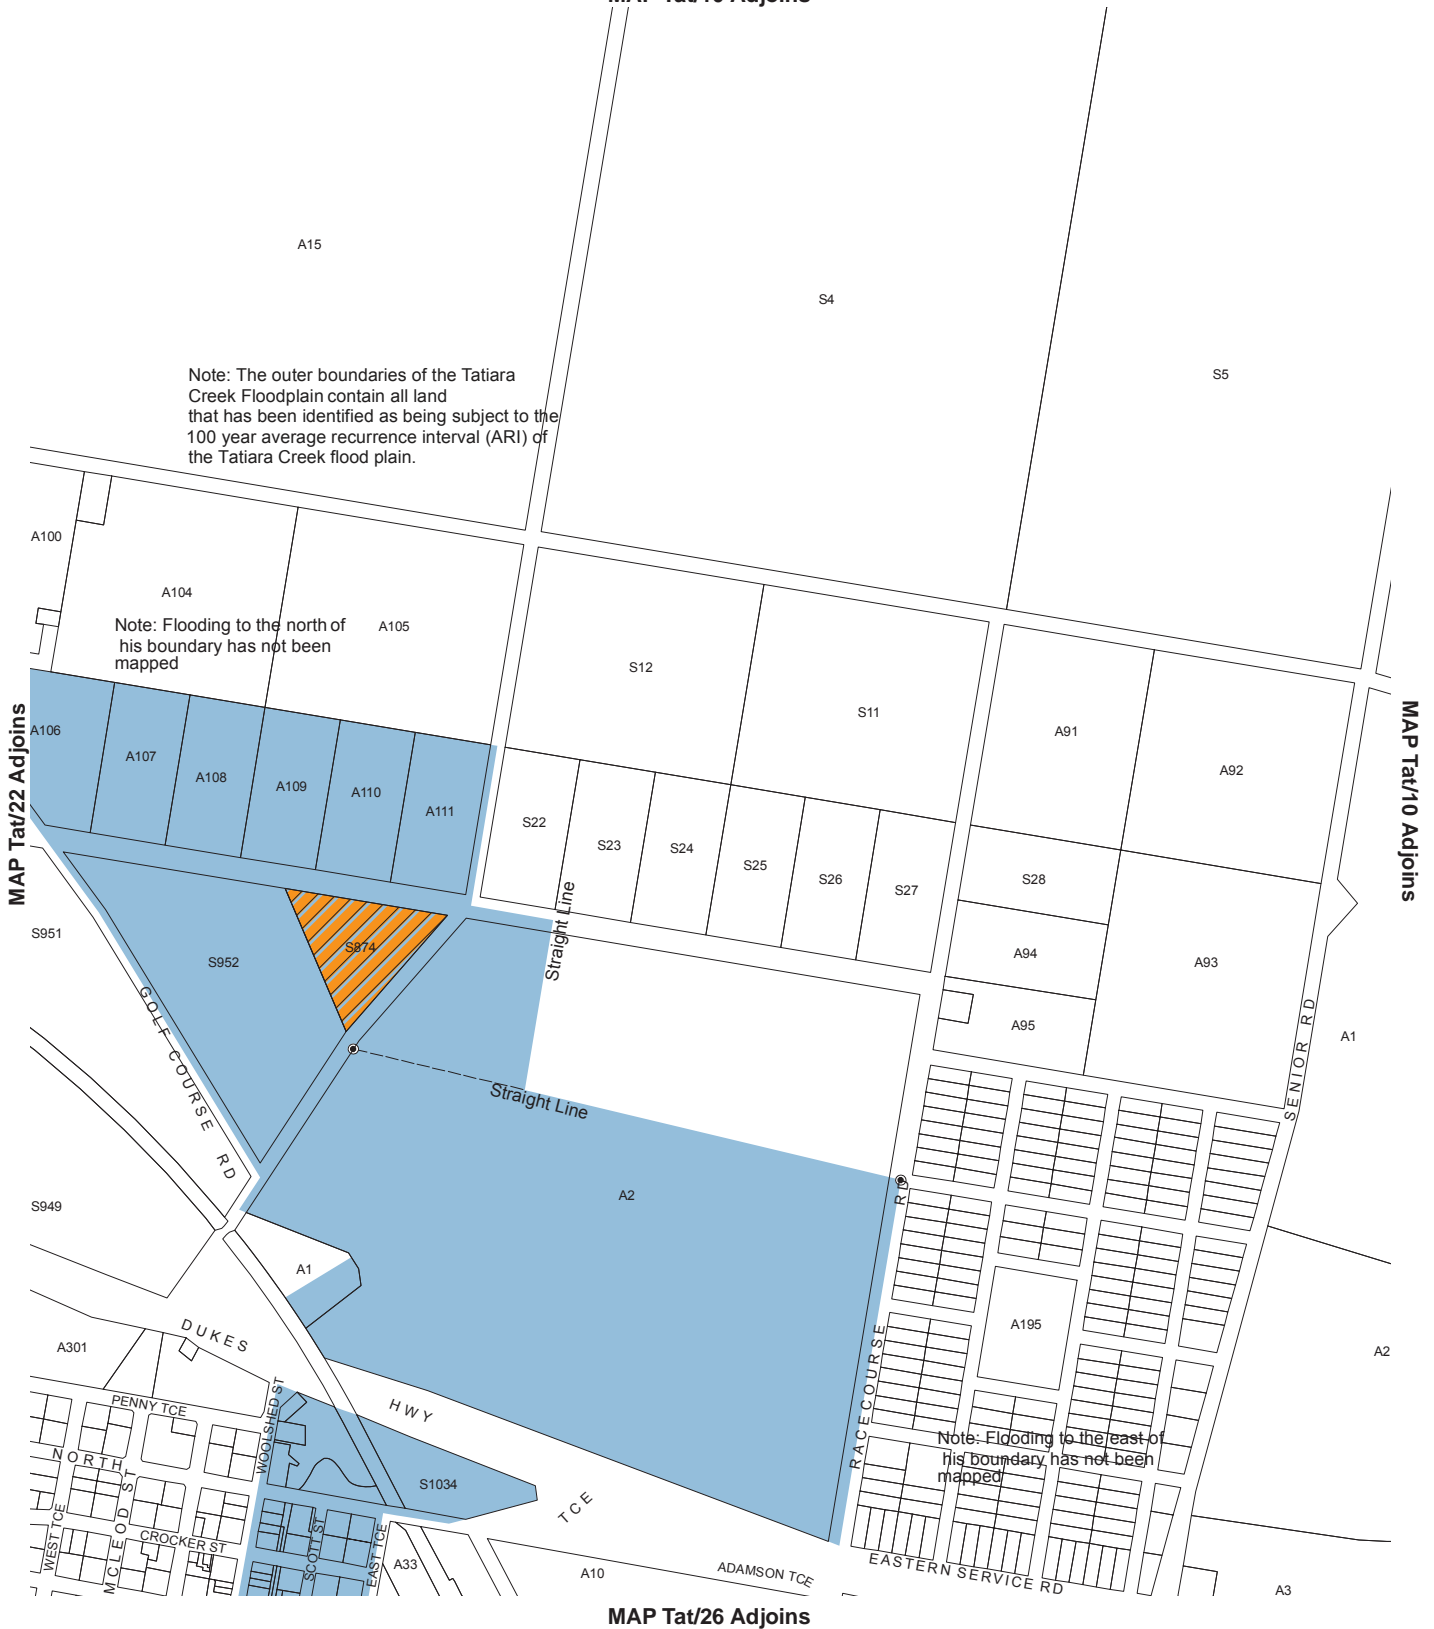 A15
S4
S5
Note: The outer boundaries of the Tatiara
Creek Floodplain contain all land
that has been identified as being subject to the
100 year average recurrence interval (ARI) of
the Tatiara Creek flood plain.
A100
A104
A105
Note: Flooding to the north of
his boundary has not been
mapped
S12
S11
A91
A92
MAP Tat/22 Adjoins
MAP Tat/10 Adjoins
A106
A107
A108
A109
A110
A111
S22
S23
S24
S25
S26
S27
S28
A94
A93
A95
S951
S952
S874
Straight Line
Straight Line
GOLF COURSE RD
SENIOR RD
A1
S949
A2
A1
RACECOURSE RD
A195
A2
DUKES HWY
A301
PENNY TCE
WOOLSHED ST
NORTH TCE
Note: Flooding to the east of
his boundary has not been
mapped
S1034
WEST TCE
MCLEOD ST
CROCKER ST
SCOTT ST
EAST TCE
A33
A10
ADAMSON TCE
EASTERN SERVICE RD
A3
MAP Tat/26 Adjoins